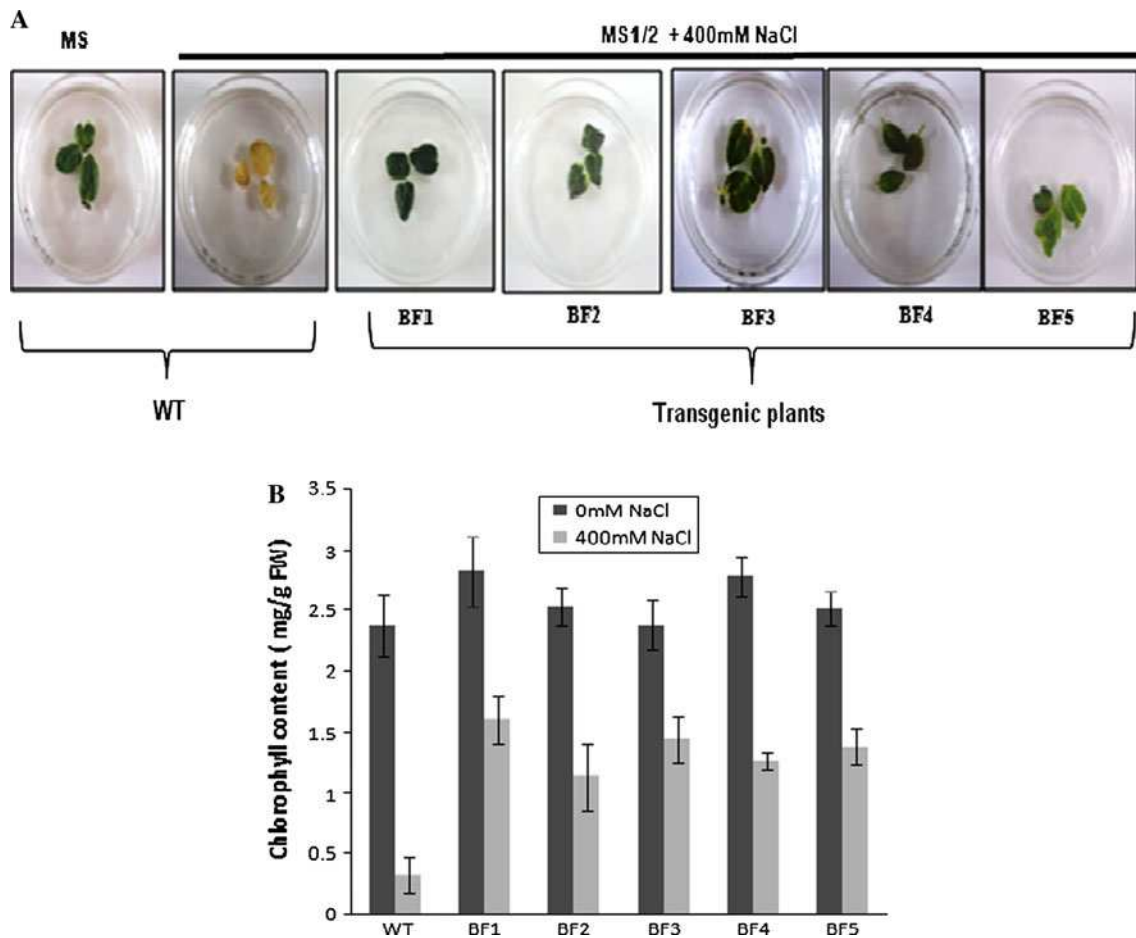 A
MS
MS1/2 + 400mM NaCl
BF1 BF2 BF3 BF4 BF5
WT
Transgenic plants
B
Chlorophyll content ( mg/g FW)
3.5
3
2.5
2
1.5
1
0.5
0
0mM NaCl
400mM NaCl
WT BF1 BF2 BF3 BF4 BF5